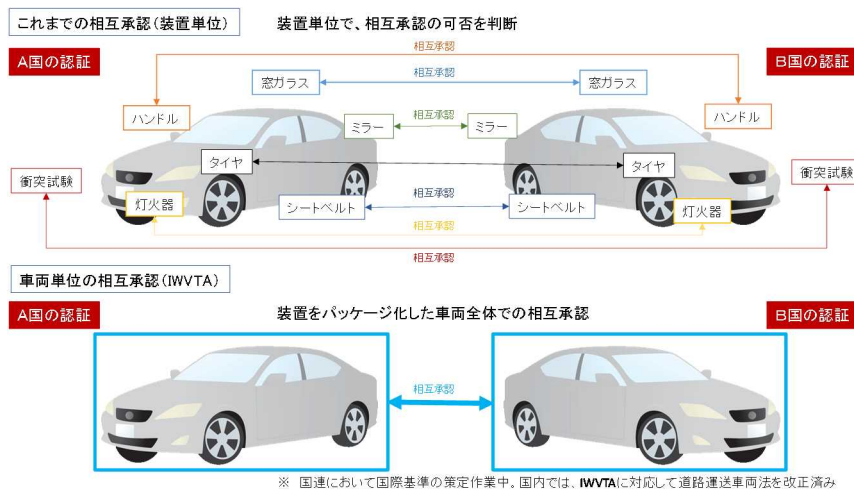 これまでの相互承認（装置単位）
装置単位で、相互承認の可否を判断
A国の認証
B国の認証
相互承認
相互承認
窓ガラス
窓ガラス
ハンドル
ハンドル
相互承認
ミラー
ミラー
タイヤ
タイヤ
衝突試験
衝突試験
相互承認
灯火器
シートベルト
シートベルト
灯火器
相互承認
相互承認
車両単位の相互承認（IWVTA）
A国の認証
装置をパッケージ化した車両全体での相互承認
B国の認証
相互承認
※ 国連において国際基準の策定作業中。国内では、IWVTAに対応して道路運送車両法を改正済み